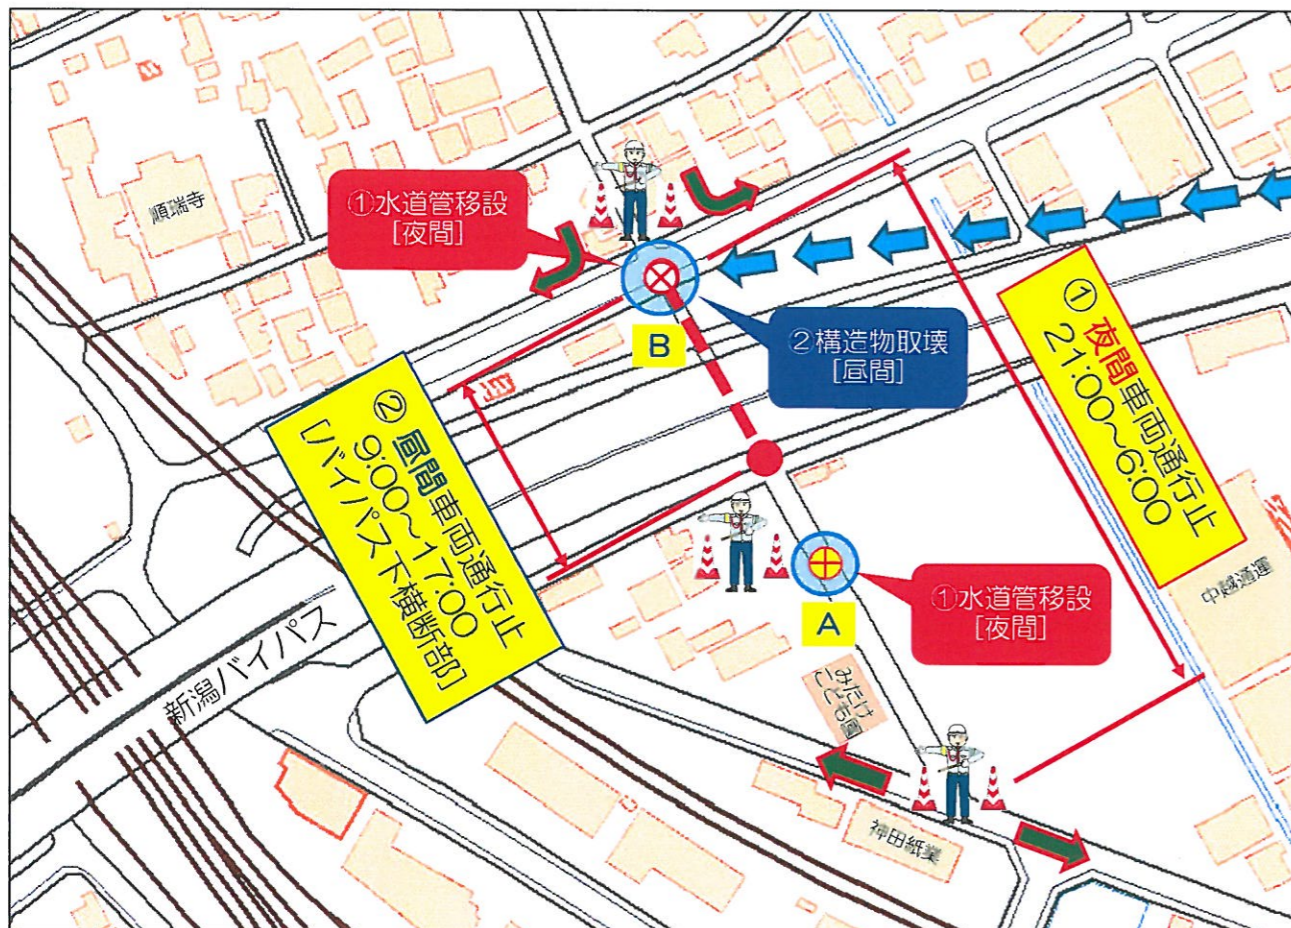 順瑞寺
①水道管移設
[夜間]
B
②構造物取壊
[昼間]
① 夜間車両通行止
21:00～6:00
② 昼間車両通行止
9:00～17:00
[バイパス下横断部]
中越通運
①水道管移設
[夜間]
A
新潟バイパス
みたけ
こども園
神田紙業